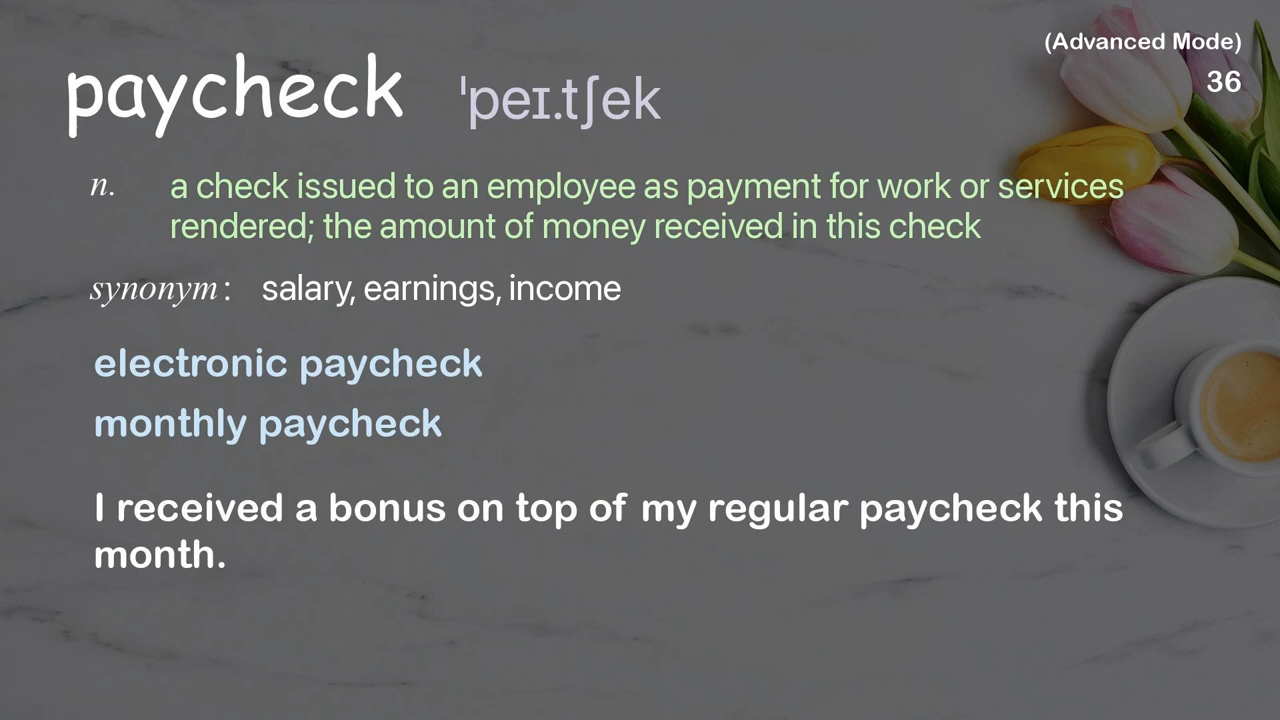 (Advanced Mode)
36
paycheck ˈpeɪ.tʃek
n. a check issued to an employee as payment for work or services
rendered; the amount of money received in this check
synonym: salary, earnings, income
electronic paycheck
monthly paycheck
I received a bonus on top of my regular paycheck this
month.